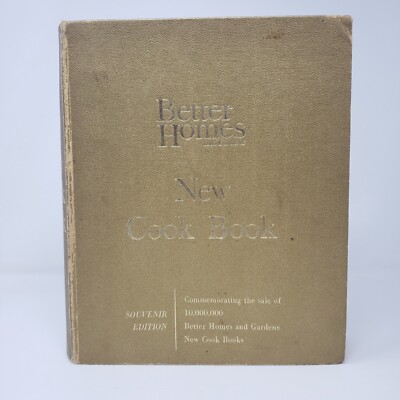 Better
Homes
New
Cook Book
SOUVENIR
EDITION
Commemorating the sale of
10,000,000
Better Homes and Gardens
New Cook Books